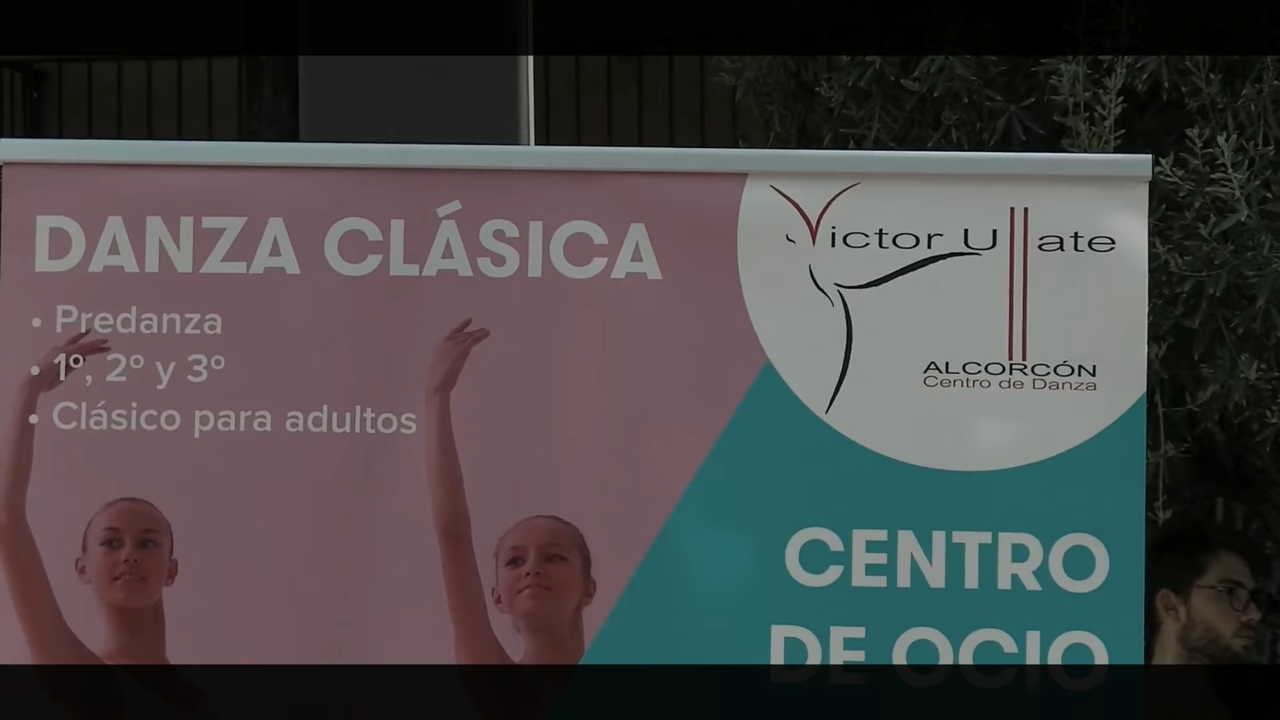 DANZA CLÁSICA
• Predanza
• 1º, 2º y 3º
• Clásico para adultos
Victor Ullate
ALCORCÓN
Centro de Danza
CENTRO
DE OCIO